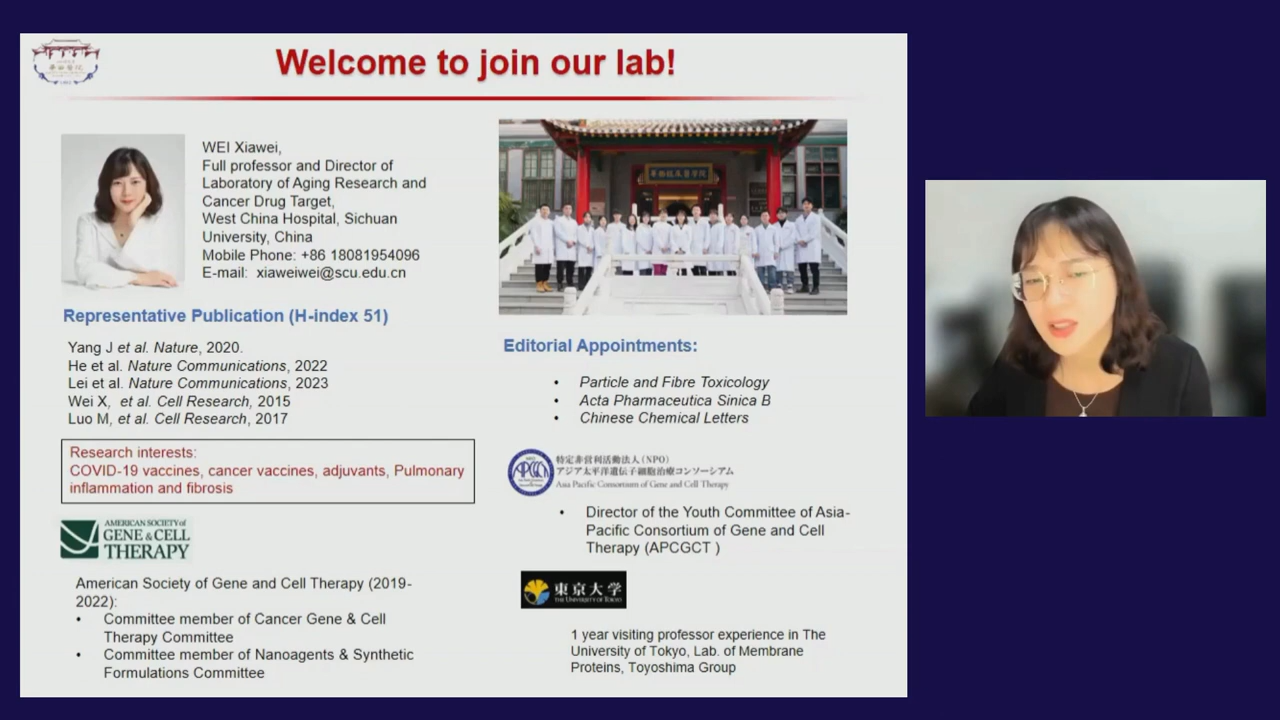 Welcome to join our lab!
WEI Xiawei,
Full professor and Director of
Laboratory of Aging Research and
Cancer Drug Target,
West China Hospital, Sichuan
University, China
Mobile Phone: +86 18081954096
E-mail: xiaweiwei@scu.edu.cn
Representative Publication (H-index 51)
Yang J et al. Nature, 2020.
He et al. Nature Communications, 2022
Lei et al. Nature Communications, 2023
Wei X, et al. Cell Research, 2015
Luo M, et al. Cell Research, 2017
Research interests:
COVID-19 vaccines, cancer vaccines, adjuvants, Pulmonary
inflammation and fibrosis
AMERICAN SOCIETY of
GENE & CELL
THERAPY
American Society of Gene and Cell Therapy (2019-
2022):
• Committee member of Cancer Gene & Cell
Therapy Committee
• Committee member of Nanoagents & Synthetic
Formulations Committee
Editorial Appointments:
• Particle and Fibre Toxicology
• Acta Pharmaceutica Sinica B
• Chinese Chemical Letters
APCGCT
特定非営利活動法人(NPO)
アジア太平洋遺伝子細胞治療コンソーシアム
Asia Pacific Consortium of Gene and Cell Therapy
• Director of the Youth Committee of Asia-
Pacific Consortium of Gene and Cell
Therapy (APCGCT )
東京大学
THE UNIVERSITY OF TOKYO
1 year visiting professor experience in The
University of Tokyo, Lab. of Membrane
Proteins, Toyoshima Group